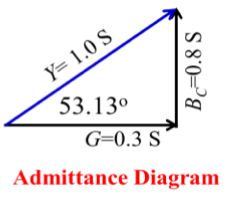 Y= 1.0 S
B_C=0.8 S
53.13°
G=0.3 S
Admittance Diagram